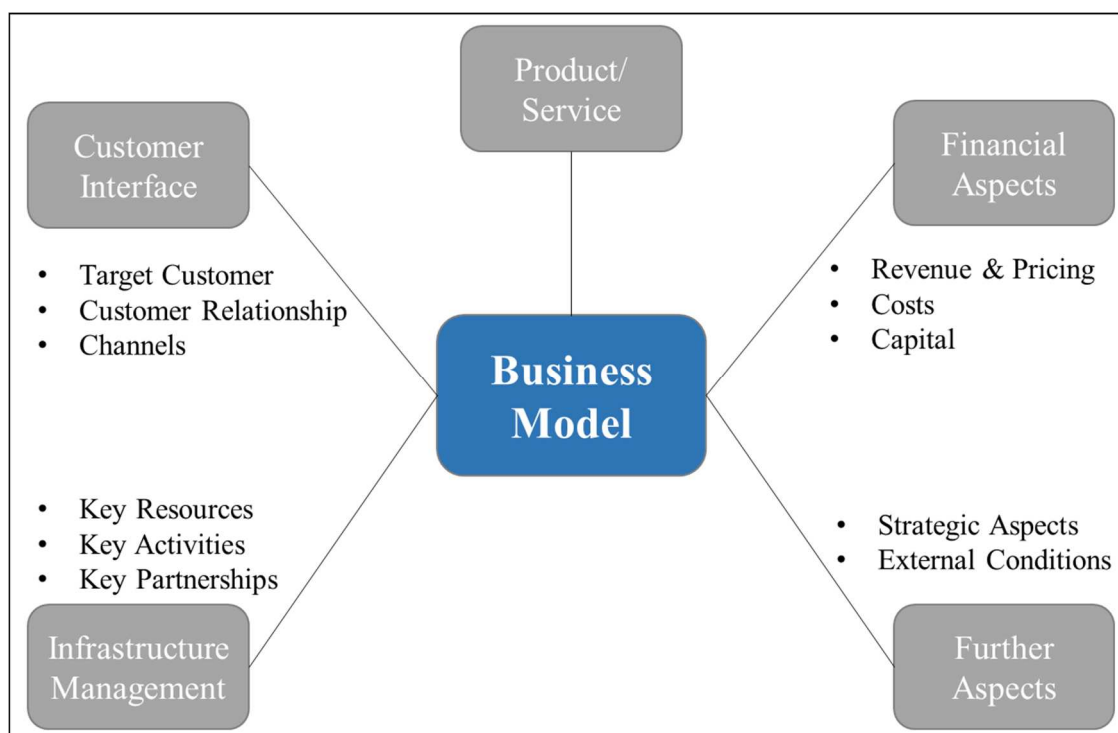 Product/
Service
Customer
Interface
Financial
Aspects
• Target Customer
• Customer Relationship
• Channels
• Revenue & Pricing
• Costs
• Capital
Business
Model
• Key Resources
• Key Activities
• Key Partnerships
• Strategic Aspects
• External Conditions
Infrastructure
Management
Further
Aspects